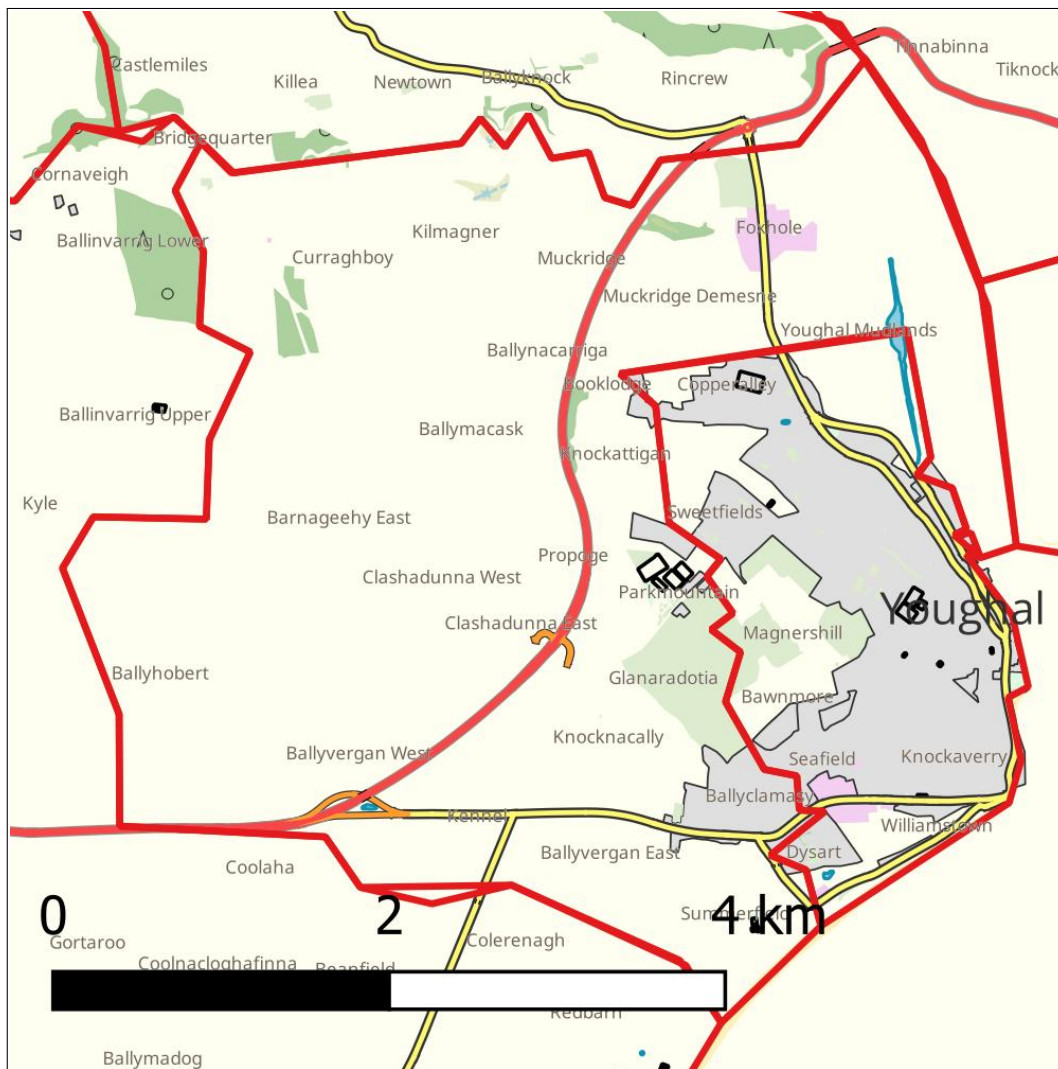 Tinnabinna
Castlemiles
Tiknock
Killea
Newtown
Ballyknock
Rincrew
Bridgequarter
Cornaveigh
Ballinvarrig Lower
Kilmagner
Foxhole
Curraghboy
Muckridge
Muckridge Demesne
Youghal Mudlands
Ballynacarriga
Booklodge
Copperalley
Ballinvarrig Upper
Ballymacask
Knockattigan
Kyle
Barnageehy East
Sweetfields
Propoge
Clashadunna West
Parkmountain
Youghal
Clashadunna East
Magnershill
Ballyhobert
Glanaradotia
Bawnmore
Knocknacally
Ballyvergan West
Seafield
Knockaverry
Ballyclamasy
Kennel
Williamstown
Ballyvergan East
Dysart
Coolaha
0 2 4 km
Summerfield
Gortaroo
Colerenagh
Coolnacloghafinna
Beanfield
Redbarn
Ballymadog